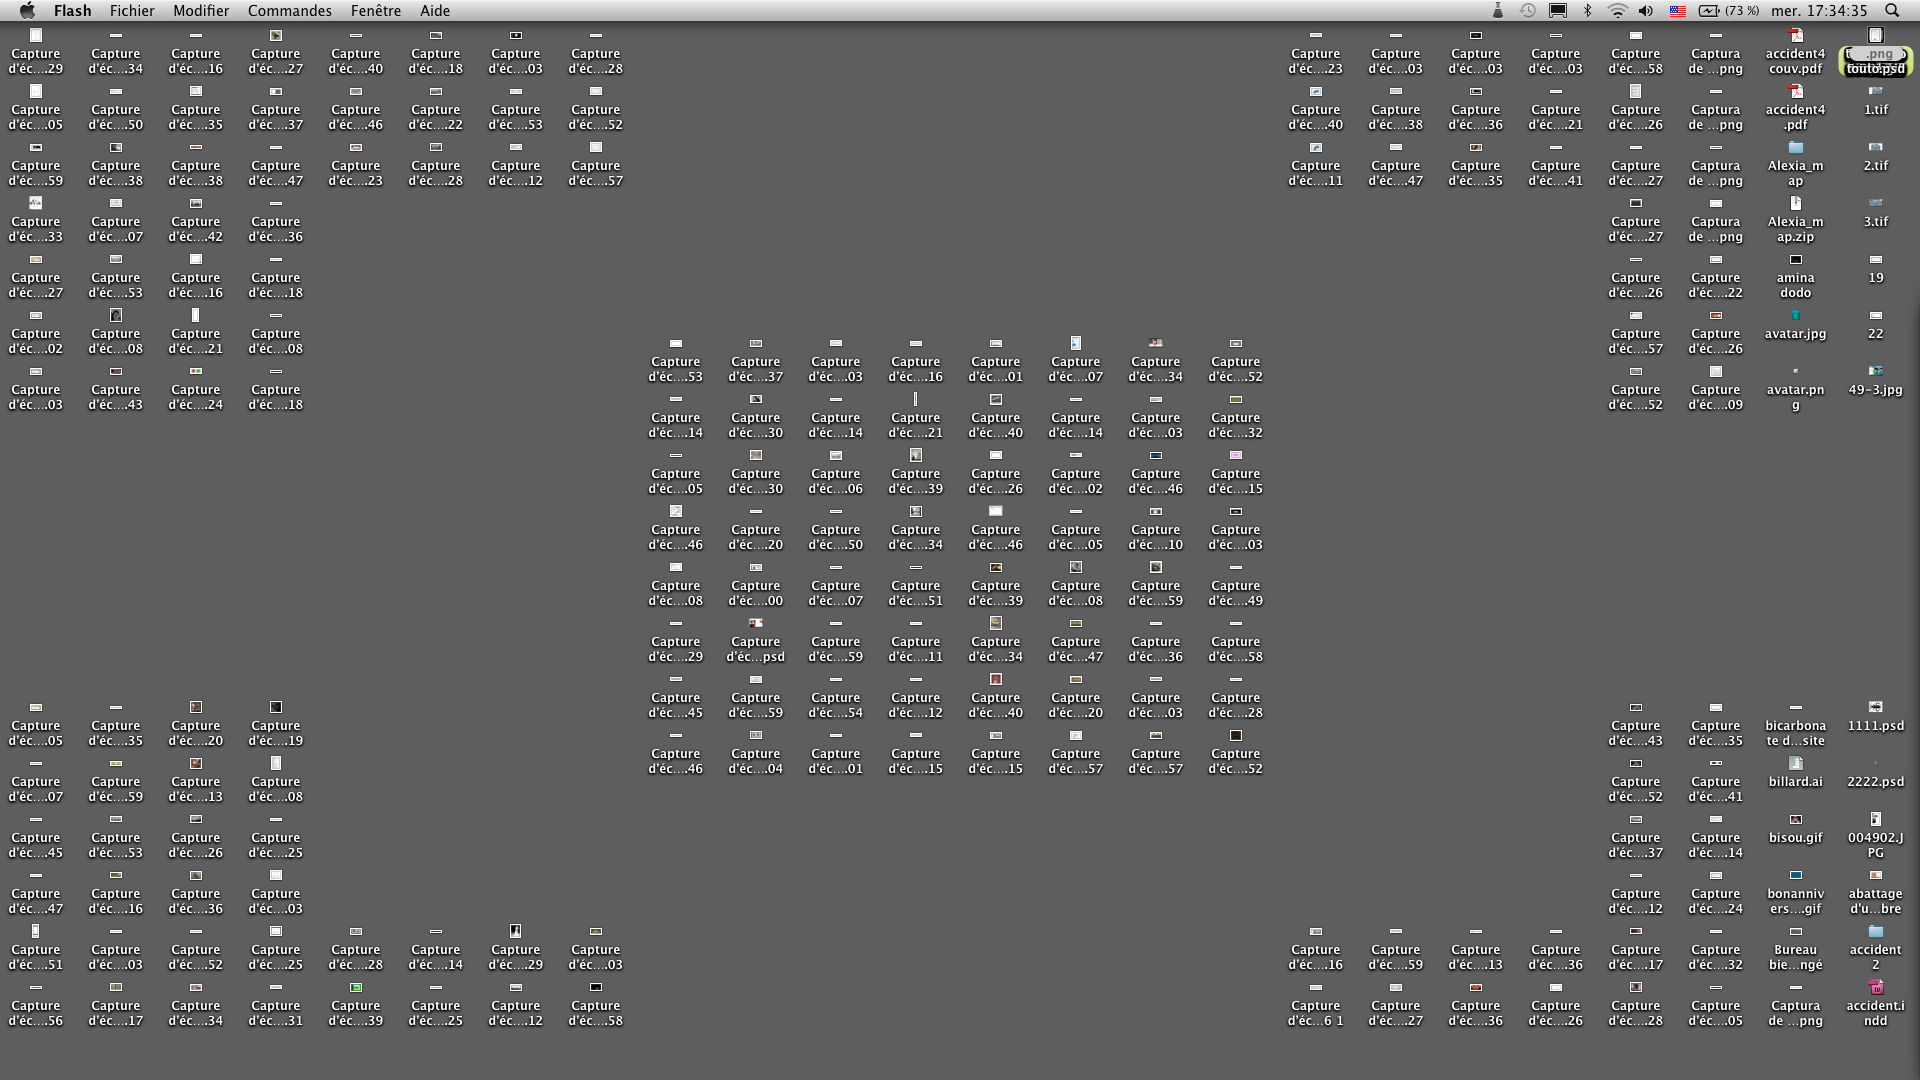 Flash Fichier Modifier Commandes Fenêtre Aide (73 %) mer. 17:34:35
Capture Capture Capture Capture Capture Capture Capture Capture Capture Capture Capture Capture Capture Captura accident4 .png
d'éc....29 d'éc....34 d'éc....16 d'éc....27 d'éc....40 d'éc....18 d'éc....03 d'éc....28 d'éc....23 d'éc....03 d'éc....03 d'éc....03 d'éc....58 de ...png couv.pdf
Capture Capture Capture Capture Capture Capture Capture Capture Capture Capture Capture Capture Capture Captura accident4 1.tif
d'éc....05 d'éc....50 d'éc....35 d'éc....37 d'éc....46 d'éc....22 d'éc....53 d'éc....52 d'éc....40 d'éc....38 d'éc....36 d'éc....21 d'éc....26 de ...png .pdf
Capture Capture Capture Capture Capture Capture Capture Capture Capture Capture Capture Capture Capture Captura Alexia_m 2.tif
d'éc....59 d'éc....38 d'éc....38 d'éc....47 d'éc....23 d'éc....28 d'éc....12 d'éc....57 d'éc....11 d'éc....47 d'éc....35 d'éc....41 d'éc....27 de ...png ap
Capture Capture Capture Capture Capture Captura Alexia_m 3.tif
d'éc....33 d'éc....07 d'éc....42 d'éc....36 d'éc....27 de ...png ap.zip
Capture Capture Capture Capture Capture Capture amina 19
d'éc....27 d'éc....53 d'éc....16 d'éc....18 d'éc....26 d'éc....22 dodo
Capture Capture Capture Capture Capture Capture avatar.jpg 22
d'éc....02 d'éc....08 d'éc....21 d'éc....08 d'éc....57 d'éc....26
Capture Capture Capture Capture Capture Capture Capture Capture
d'éc....53 d'éc....37 d'éc....03 d'éc....16 d'éc....01 d'éc....07 d'éc....34 d'éc....52
Capture Capture Capture Capture Capture Capture avatar.pn 49-3.jpg
d'éc....03 d'éc....43 d'éc....24 d'éc....18 d'éc....52 d'éc....09 g
Capture Capture Capture Capture Capture Capture Capture Capture
d'éc....14 d'éc....30 d'éc....14 d'éc....21 d'éc....40 d'éc....14 d'éc....03 d'éc....32
Capture Capture Capture Capture Capture Capture Capture Capture
d'éc....05 d'éc....30 d'éc....06 d'éc....39 d'éc....26 d'éc....02 d'éc....46 d'éc....15
Capture Capture Capture Capture Capture Capture Capture Capture
d'éc....46 d'éc....20 d'éc....50 d'éc....34 d'éc....46 d'éc....05 d'éc....10 d'éc....03
Capture Capture Capture Capture Capture Capture Capture Capture
d'éc....08 d'éc....00 d'éc....07 d'éc....51 d'éc....39 d'éc....08 d'éc....59 d'éc....49
Capture Capture Capture Capture Capture Capture Capture Capture
d'éc....29 d'éc...psd d'éc....59 d'éc....11 d'éc....34 d'éc....47 d'éc....36 d'éc....58
Capture Capture Capture Capture Capture Capture Capture Capture
d'éc....45 d'éc....59 d'éc....54 d'éc....12 d'éc....40 d'éc....20 d'éc....03 d'éc....28
Capture Capture Capture Capture Capture Capture bicarbona 1111.psd
d'éc....05 d'éc....35 d'éc....20 d'éc....19 d'éc....43 d'éc....35 te d...site
Capture Capture Capture Capture Capture Capture Capture Capture
d'éc....46 d'éc....04 d'éc....01 d'éc....15 d'éc....15 d'éc....57 d'éc....57 d'éc....52
Capture Capture Capture Capture Capture Capture billard.ai 2222.psd
d'éc....07 d'éc....59 d'éc....13 d'éc....08 d'éc....52 d'éc....41
Capture Capture Capture Capture Capture Capture bisou.gif 004902.J
d'éc....45 d'éc....53 d'éc....26 d'éc....25 d'éc....37 d'éc....14 PG
Capture Capture Capture Capture Capture Capture bonanniv abattage
d'éc....47 d'éc....16 d'éc....36 d'éc....03 d'éc....12 d'éc....24 ers....gif d'u...bre
Capture Capture Capture Capture Capture Capture Capture Capture Capture Capture Capture Capture Capture Capture Bureau accident
d'éc....51 d'éc....03 d'éc....52 d'éc....25 d'éc....28 d'éc....14 d'éc....29 d'éc....03 d'éc....16 d'éc....59 d'éc....13 d'éc....36 d'éc....17 d'éc....32 bie...ngé 2
Capture Capture Capture Capture Capture Capture Capture Capture Capture Capture Capture Capture Capture Capture Captura accident.i
d'éc....56 d'éc....17 d'éc....34 d'éc....31 d'éc....39 d'éc....25 d'éc....12 d'éc....58 d'éc...6 1 d'éc....27 d'éc....36 d'éc....26 d'éc....28 d'éc....05 de ...png ndd